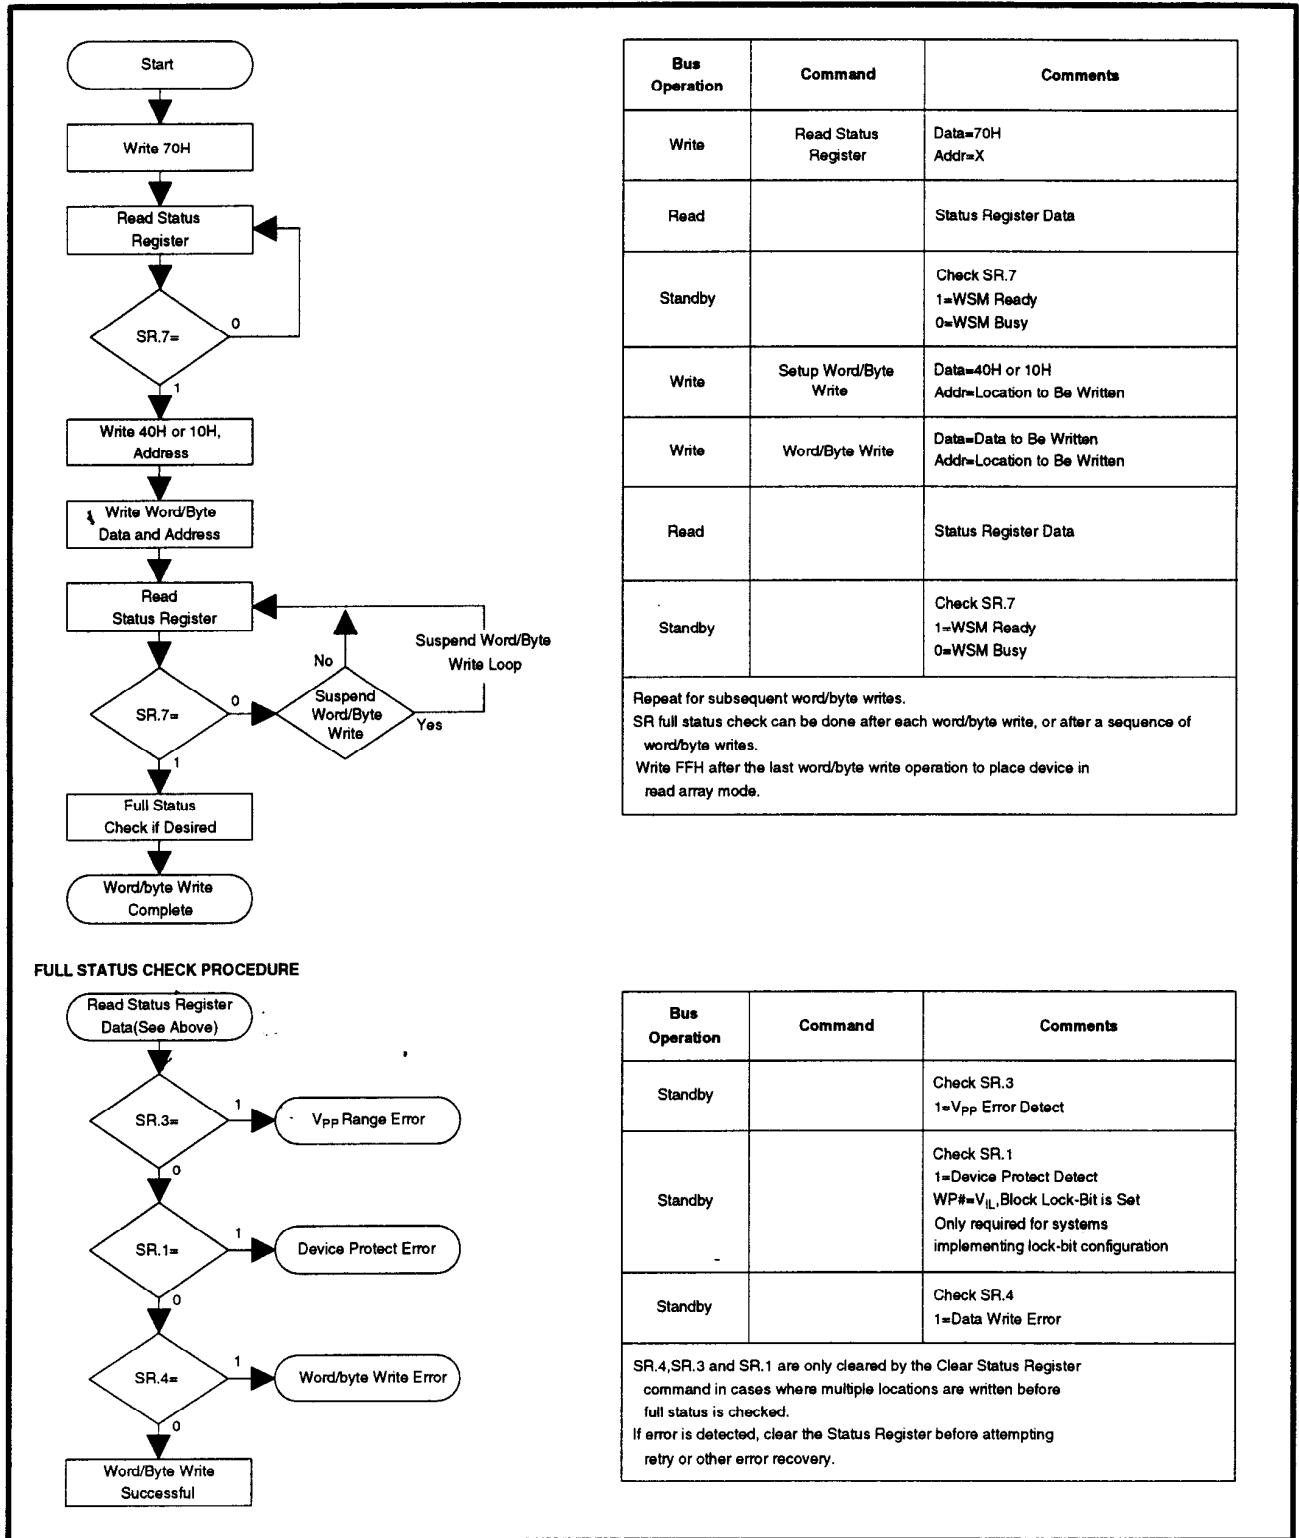 Start
Write 70H
Read Status
Register
SR.7=
0
1
Write 40H or 10H,
Address
Write Word/Byte
Data and Address
Read
Status Register
SR.7=
0
1
Suspend
Word/Byte
Write
No
Yes
Suspend Word/Byte
Write Loop
Full Status
Check if Desired
Word/byte Write
Complete
Bus
Operation
Command
Comments
Write
Read Status
Register
Data=70H
Addr=X
Read
Status Register Data
Standby
Check SR.7
1=WSM Ready
0=WSM Busy
Write
Setup Word/Byte
Write
Data=40H or 10H
Addr=Location to Be Written
Write
Word/Byte Write
Data=Data to Be Written
Addr=Location to Be Written
Read
Status Register Data
Standby
Check SR.7
1=WSM Ready
0=WSM Busy
Repeat for subsequent word/byte writes.
SR full status check can be done after each word/byte write, or after a sequence of
word/byte writes.
Write FFH after the last word/byte write operation to place device in
read array mode.
FULL STATUS CHECK PROCEDURE
Read Status Register
Data(See Above)
SR.3=
1
VPP Range Error
0
SR.1=
1
Device Protect Error
0
SR.4=
1
Word/byte Write Error
0
Word/Byte Write
Successful
Bus
Operation
Command
Comments
Standby
Check SR.3
1=VPP Error Detect
Standby
Check SR.1
1=Device Protect Detect
WP#=VIL,Block Lock-Bit is Set
Only required for systems
implementing lock-bit configuration
Standby
Check SR.4
1=Data Write Error
SR.4,SR.3 and SR.1 are only cleared by the Clear Status Register
command in cases where multiple locations are written before
full status is checked.
If error is detected, clear the Status Register before attempting
retry or other error recovery.